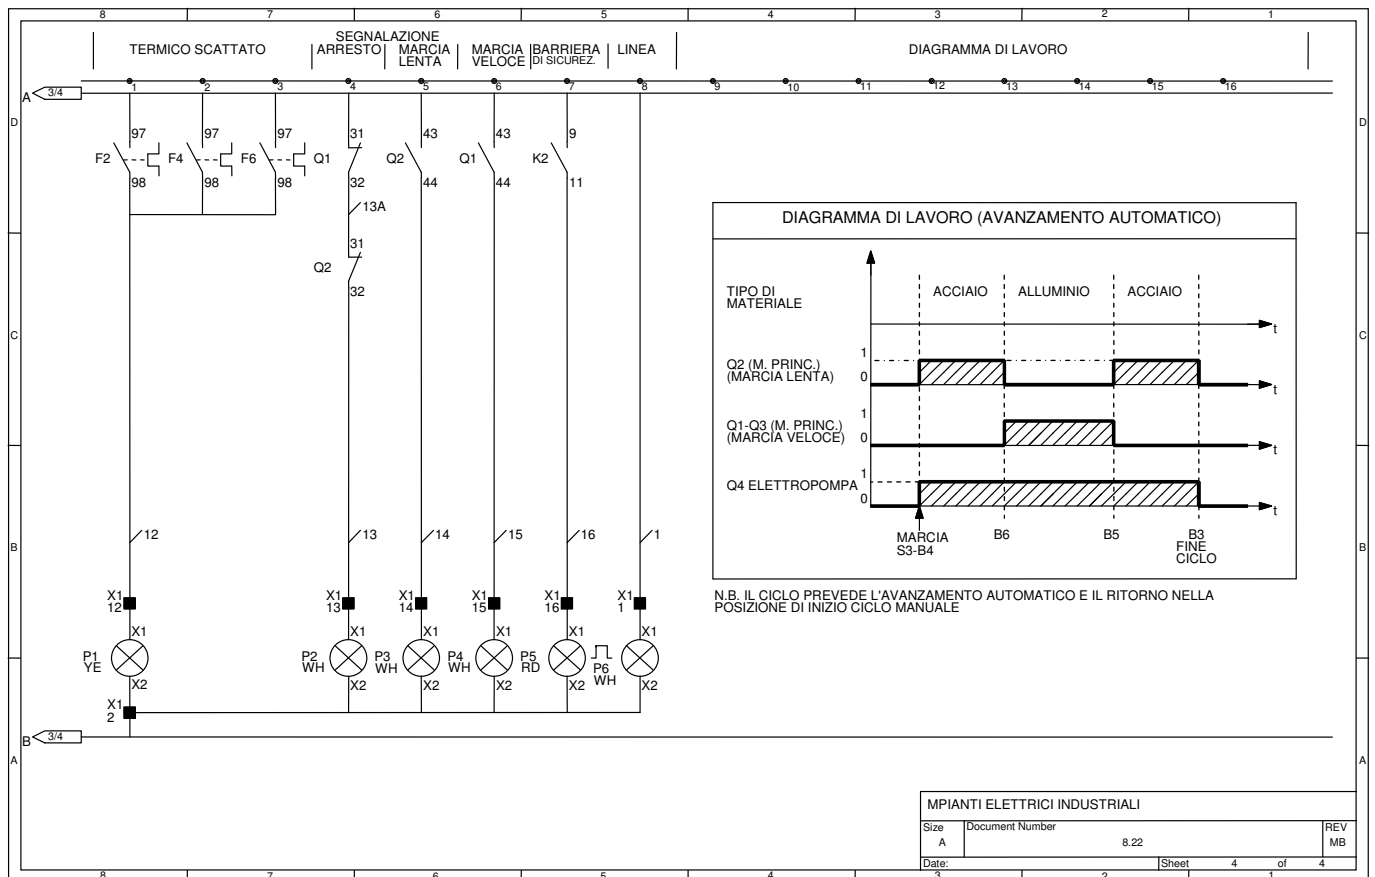 8 7 6 5 4 3 2 1
TERMICO SCATTATO
SEGNALAZIONE
ARRESTO
MARCIA
LENTA
MARCIA
VELOCE
BARRIERA
DI SICUREZ.
LINEA
DIAGRAMMA DI LAVORO
A 3/4
1 2 3 4 5 6 7 8 9 10 11 12 13 14 15 16
D D
97 97 97 31 43 43 9
F2 F4 F6 Q1 Q2 Q1 K2
98 98 98 32 44 44 11
13A
31
Q2
32
DIAGRAMMA DI LAVORO (AVANZAMENTO AUTOMATICO)
TIPO DI
MATERIALE
ACCIAIO ALLUMINIO ACCIAIO
t
C C
Q2 (M. PRINC.)
(MARCIA LENTA)
1
0
t
Q1-Q3 (M. PRINC.)
(MARCIA VELOCE)
1
0
t
Q4 ELETTROPOMPA
1
0
t
MARCIA
S3-B4
B6
B5
B3
FINE
CICLO
N.B. IL CICLO PREVEDE L'AVANZAMENTO AUTOMATICO E IL RITORNO NELLA
POSIZIONE DI INIZIO CICLO MANUALE
12 13 14 15 16 1
B B
X1 X1 X1 X1 X1 X1
12 13 14 15 16 1
X1 X1 X1 X1 X1 X1
P1
YE
P2
WH
P3
WH
P4
WH
P5
RD
P6
WH
X2 X2 X2 X2 X2 X2
X1
2
B 3/4
A A
MPIANTI ELETTRICI INDUSTRIALI
Size
A
Document Number
8.22
REV
MB
Date:
Sheet 4 of 4
8 7 6 5 4 3 2 1